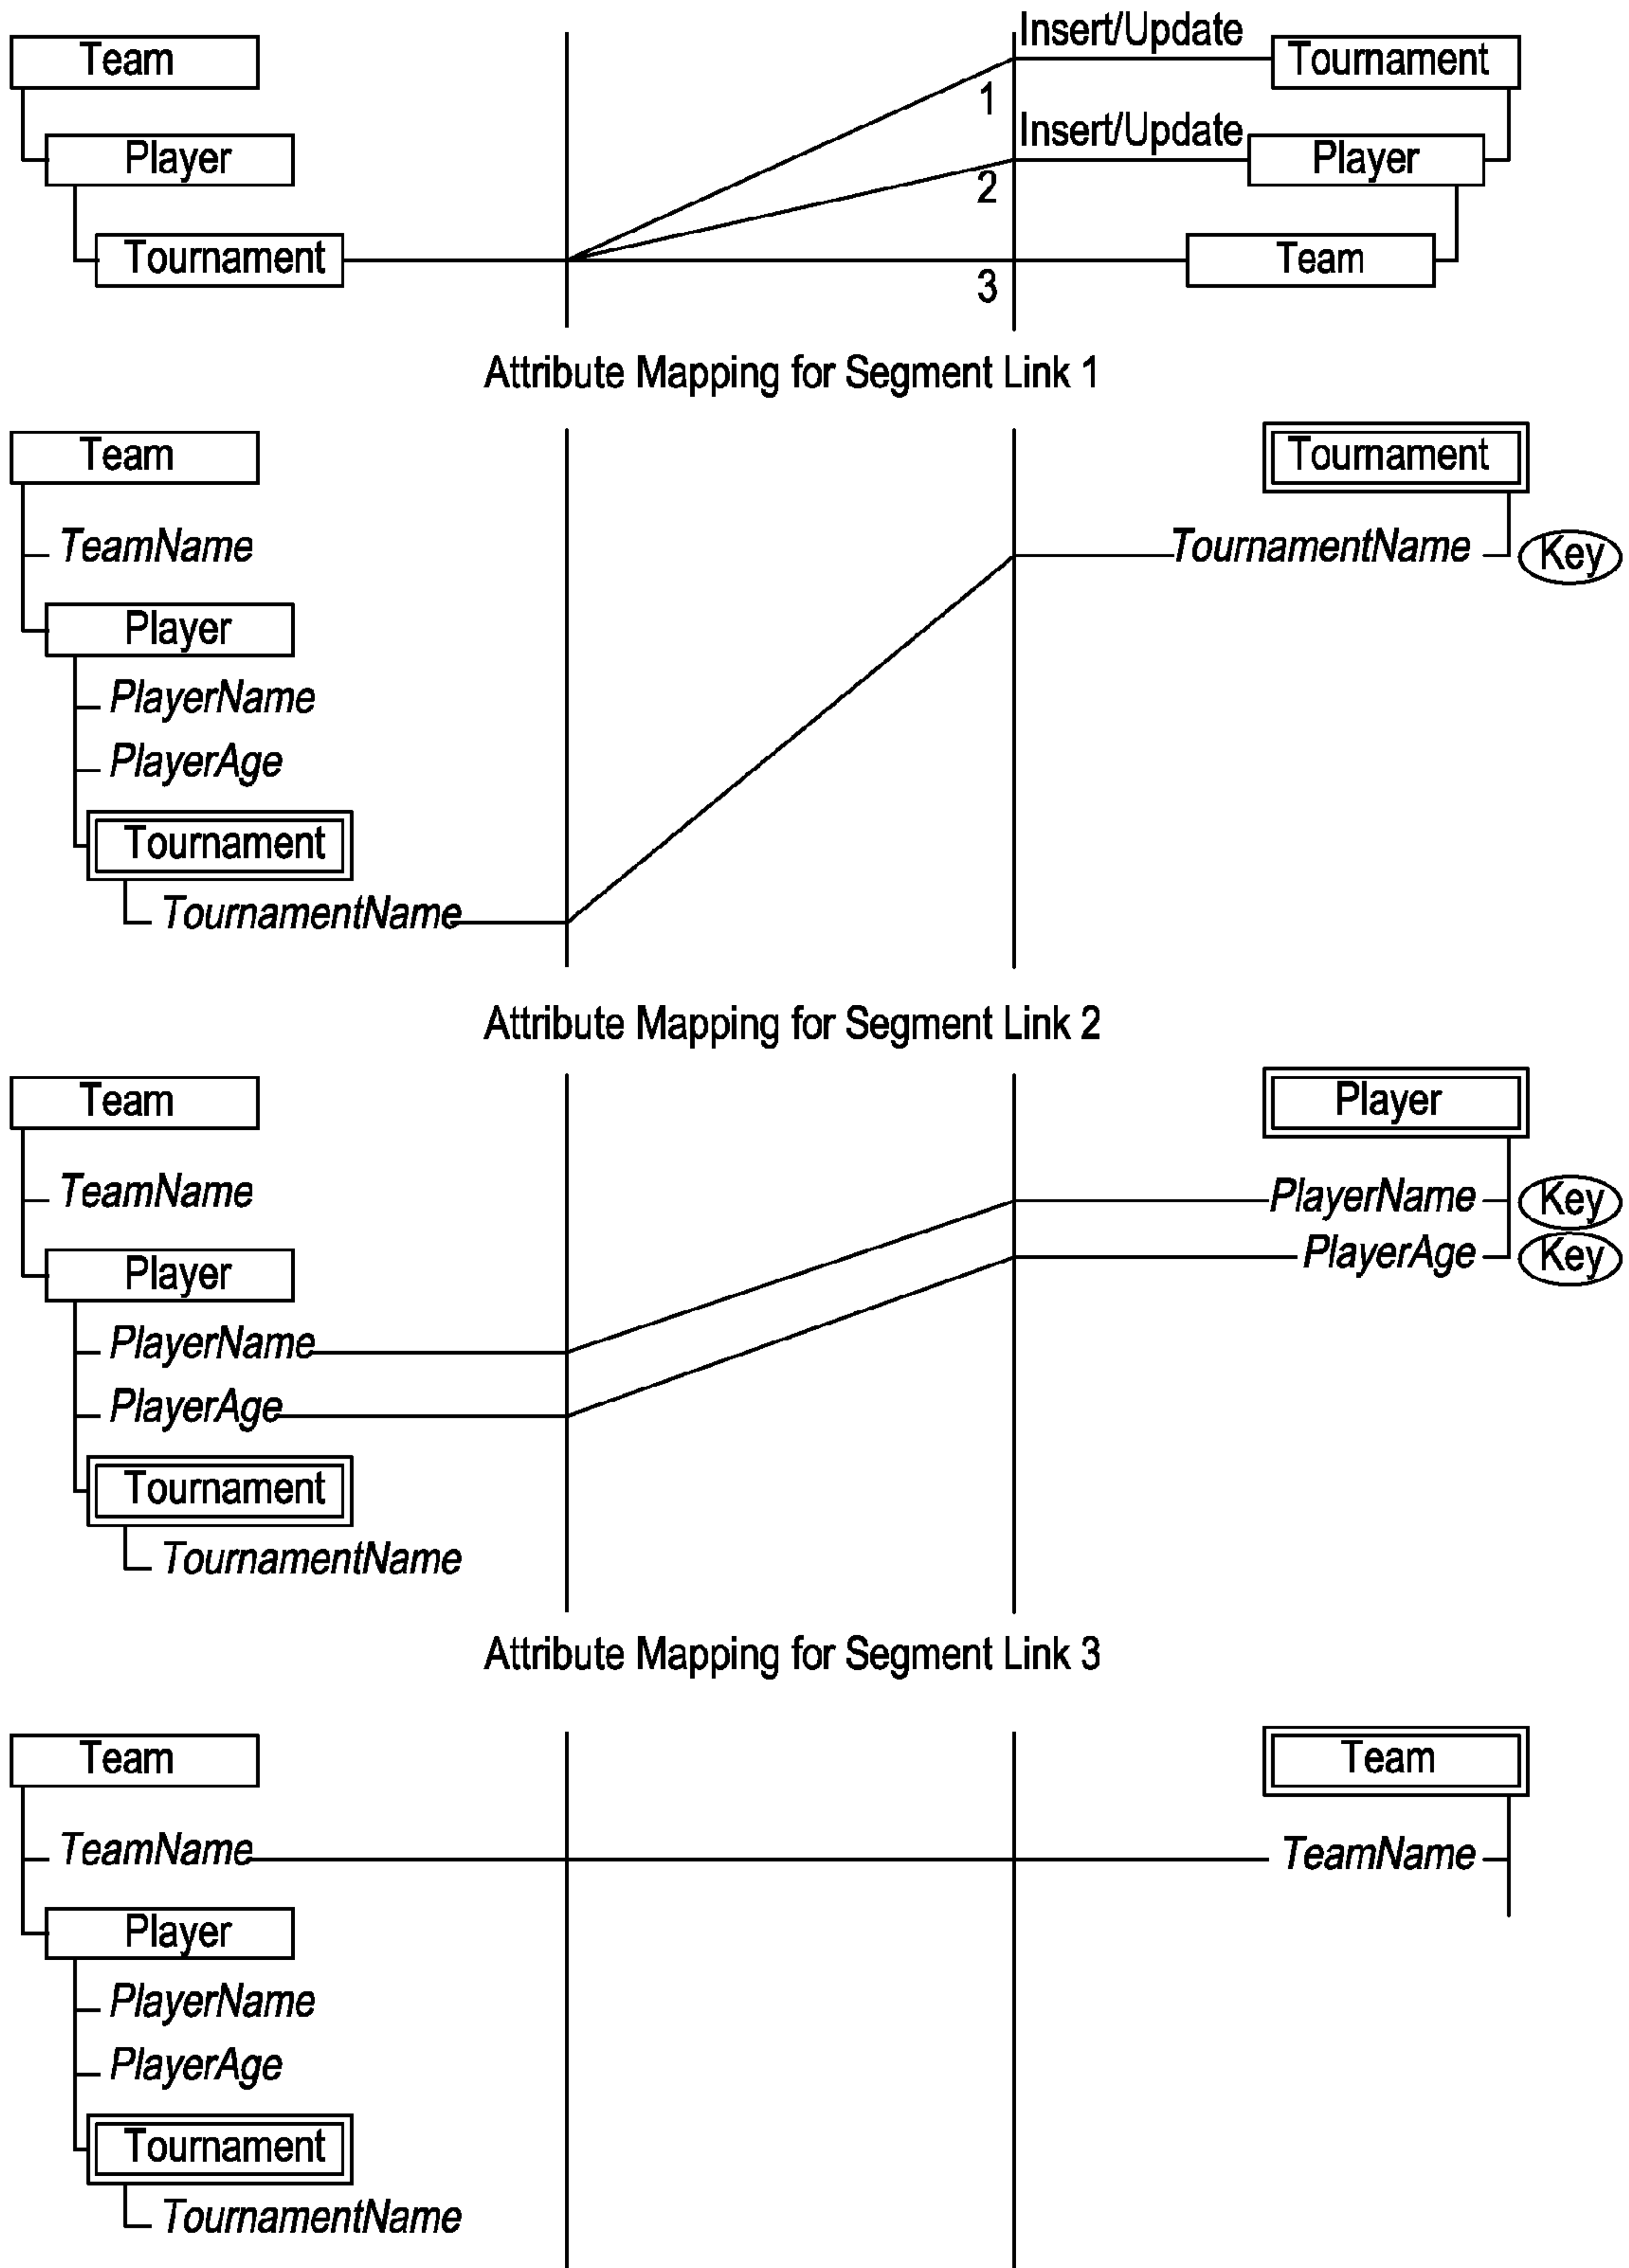 Insert/Update
Team Tournament
1
Insert/Update
Player Player
2
Tournament Team
3
Attribute Mapping for Segment Link 1
Team Tournament
TeamName TournamentName Key
Player
PlayerName
PlayerAge
Tournament
TournamentName
Attribute Mapping for Segment Link 2
Team Player
TeamName PlayerName Key
PlayerAge Key
Player
PlayerName
PlayerAge
Tournament
TournamentName
Attribute Mapping for Segment Link 3
Team Team
TeamName TeamName
Player
PlayerName
PlayerAge
Tournament
TournamentName